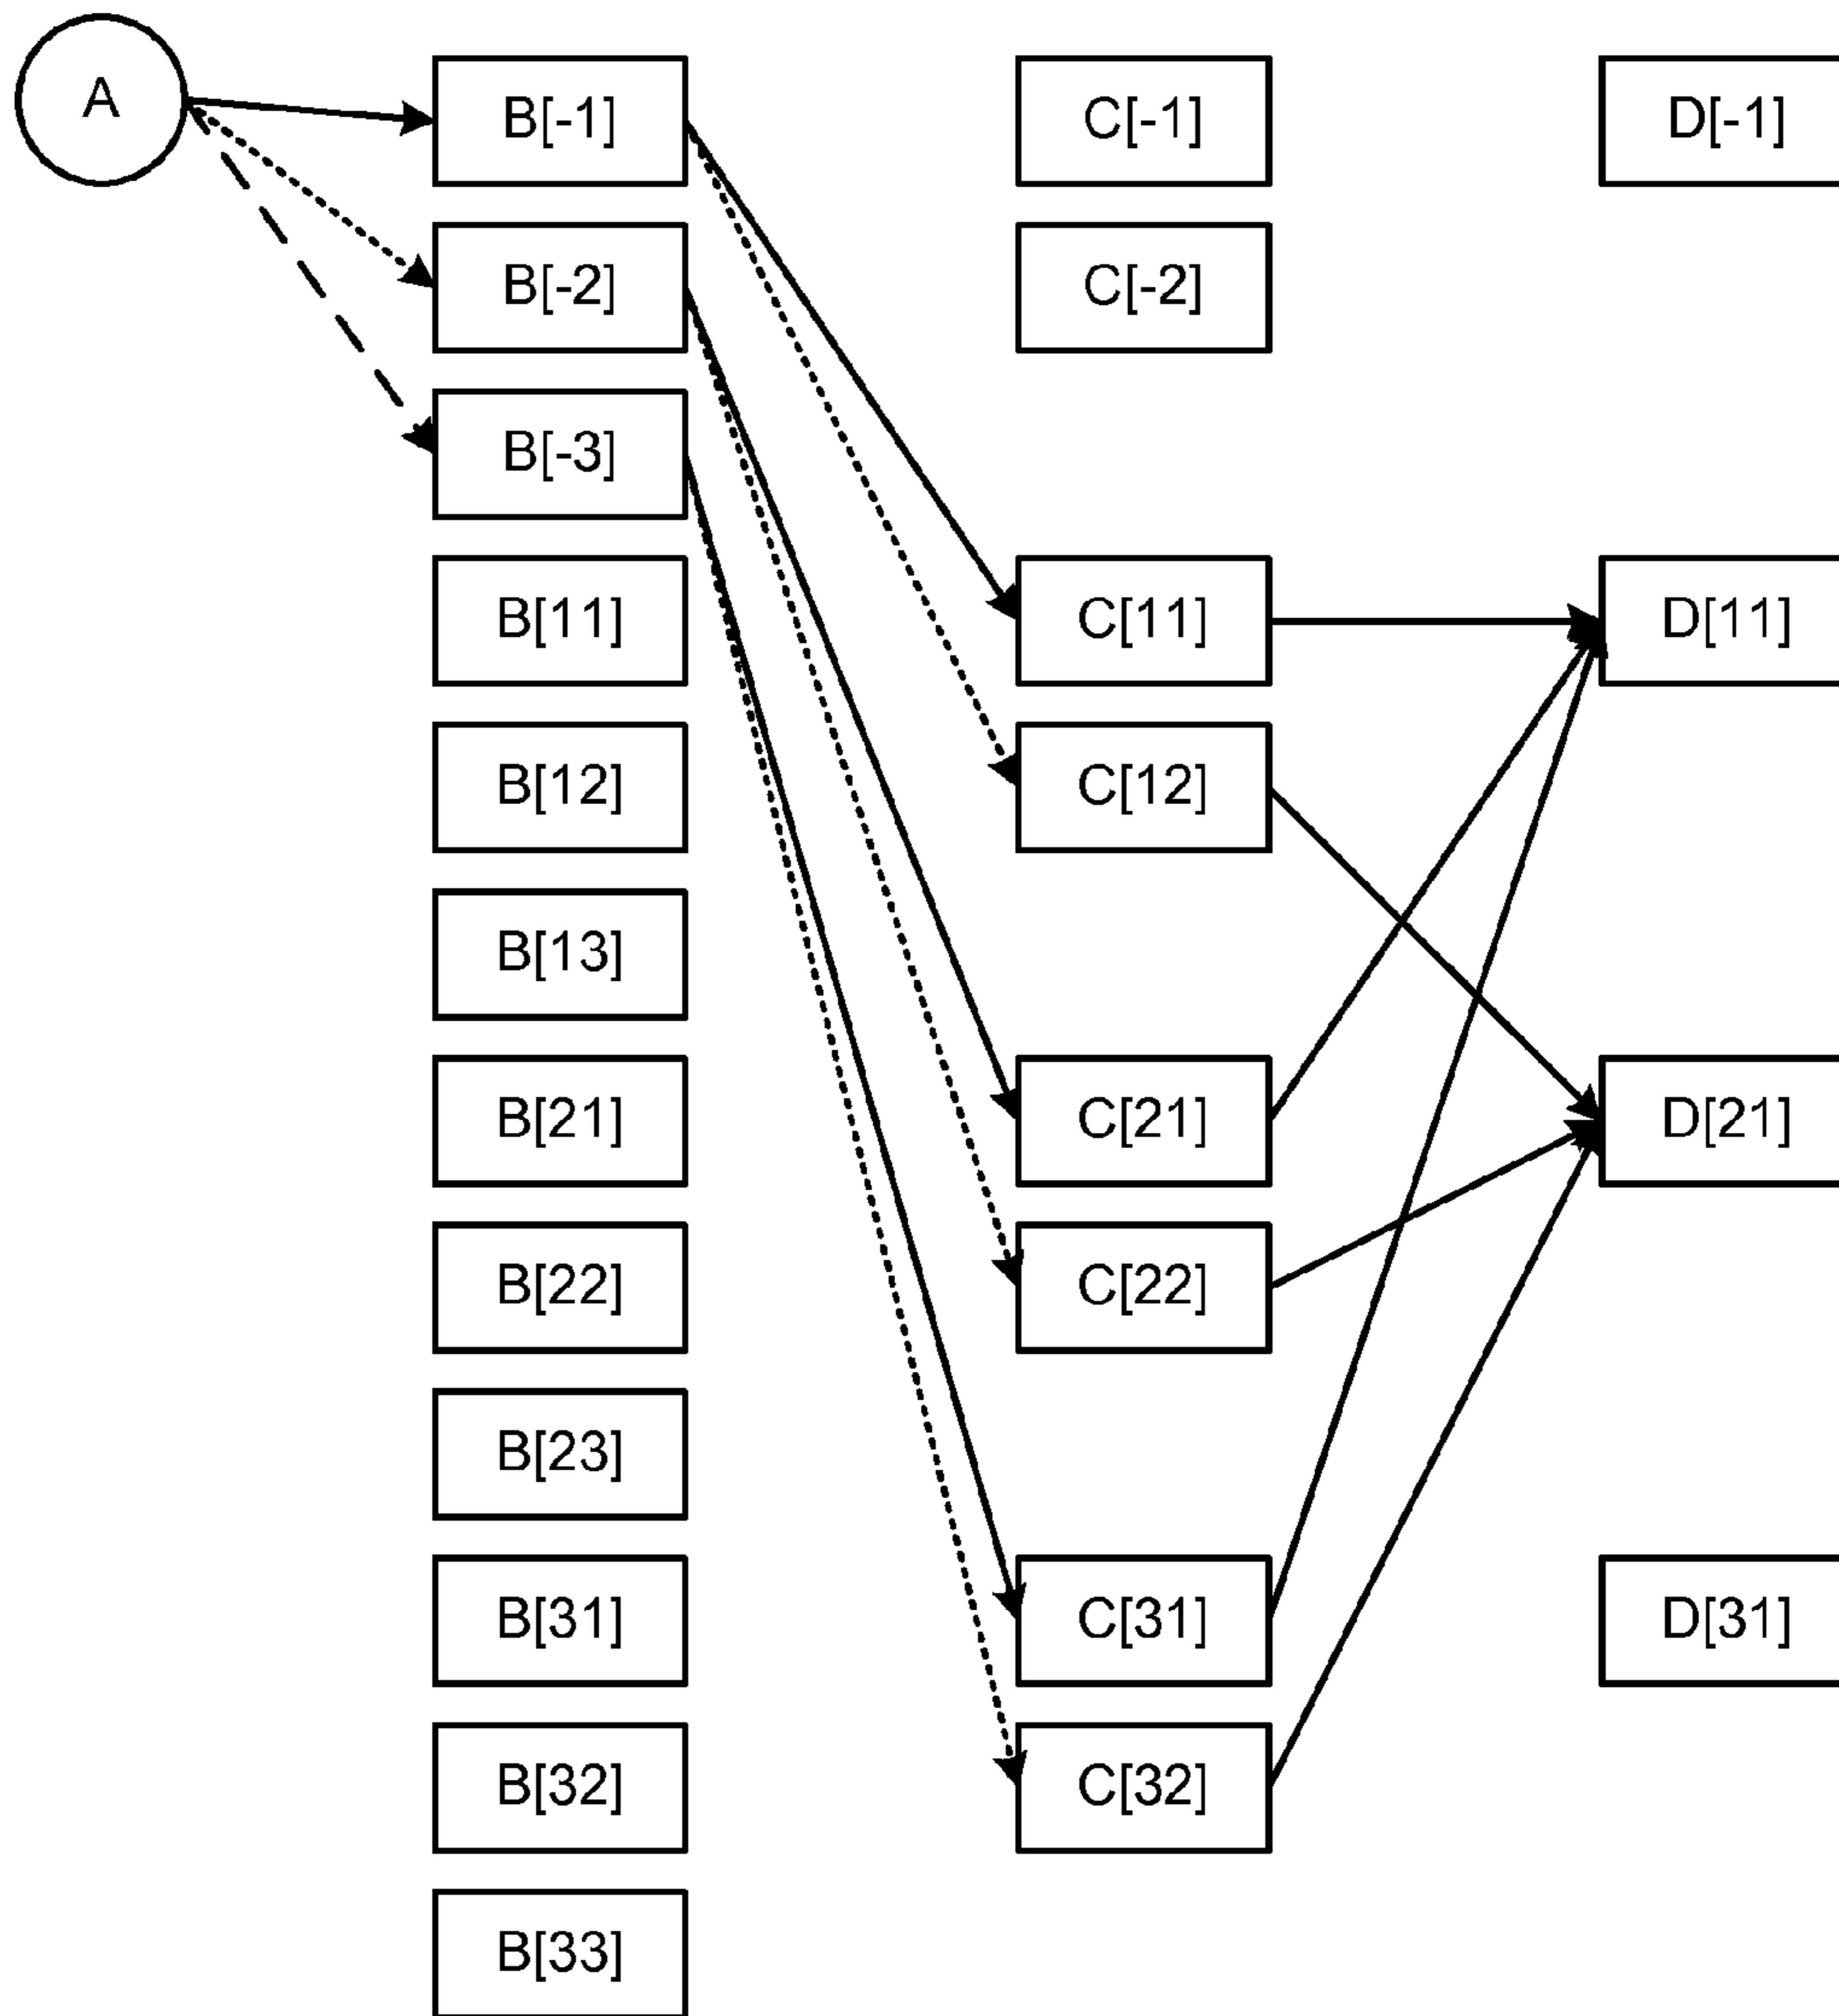 A
B[-1] C[-1] D[-1]
B[-2] C[-2]
B[-3]
B[11] C[11] D[11]
B[12] C[12]
B[13]
B[21] C[21] D[21]
B[22] C[22]
B[23]
B[31] C[31] D[31]
B[32] C[32]
B[33]